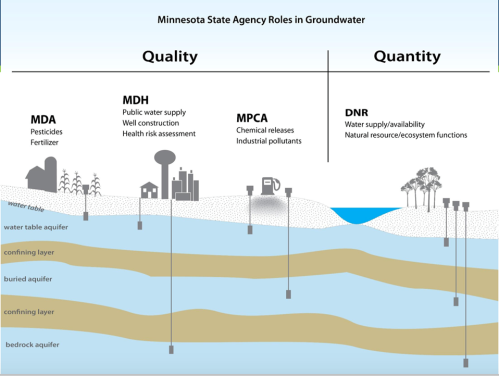 Minnesota State Agency Roles in Groundwater
Quality
Quantity
MDA
Pesticides
Fertilizer
MDH
Public water supply
Well construction
Health risk assessment
MPCA
Chemical releases
Industrial pollutants
DNR
Water supply/availability
Natural resource/ecosystem functions
water table
water table aquifer
confining layer
buried aquifer
confining layer
bedrock aquifer